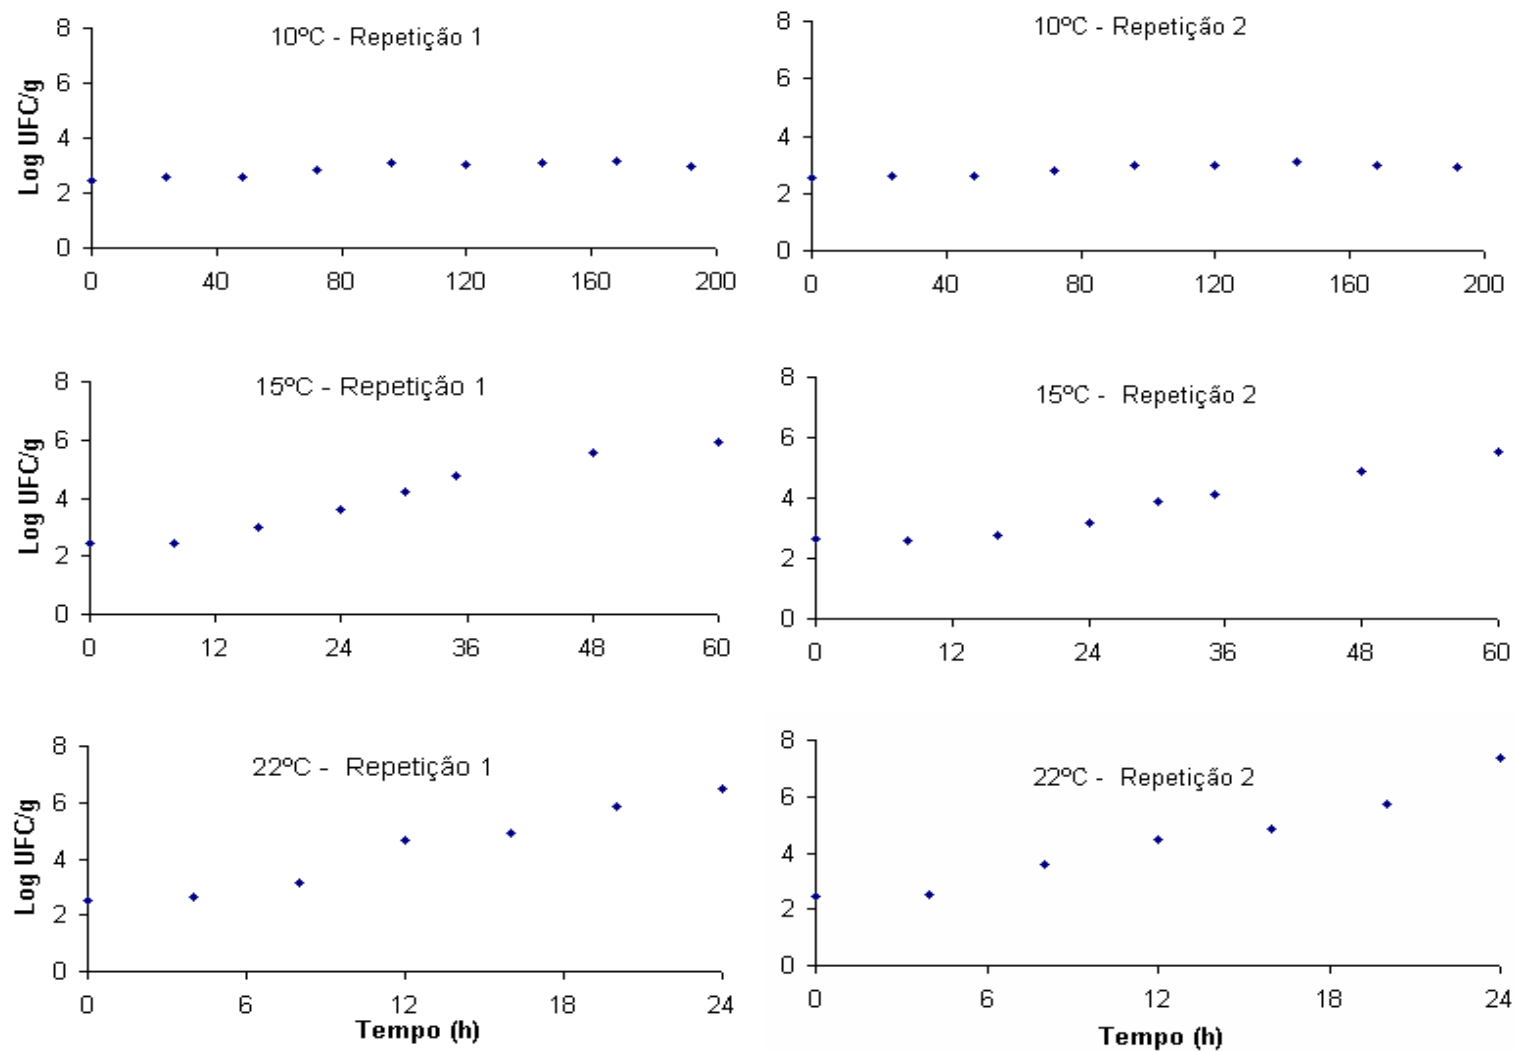 10ºC - Repetição 1
Log UFC/g
8
6
4
2
0
0 40 80 120 160 200
10ºC - Repetição 2
8
6
4
2
0
0 40 80 120 160 200
15ºC - Repetição 1
Log UFC/g
8
6
4
2
0
0 12 24 36 48 60
15ºC - Repetição 2
8
6
4
2
0
0 12 24 36 48 60
22ºC - Repetição 1
Log UFC/g
8
6
4
2
0
0 6 12 18 24
Tempo (h)
22ºC - Repetição 2
8
6
4
2
0
0 6 12 18 24
Tempo (h)